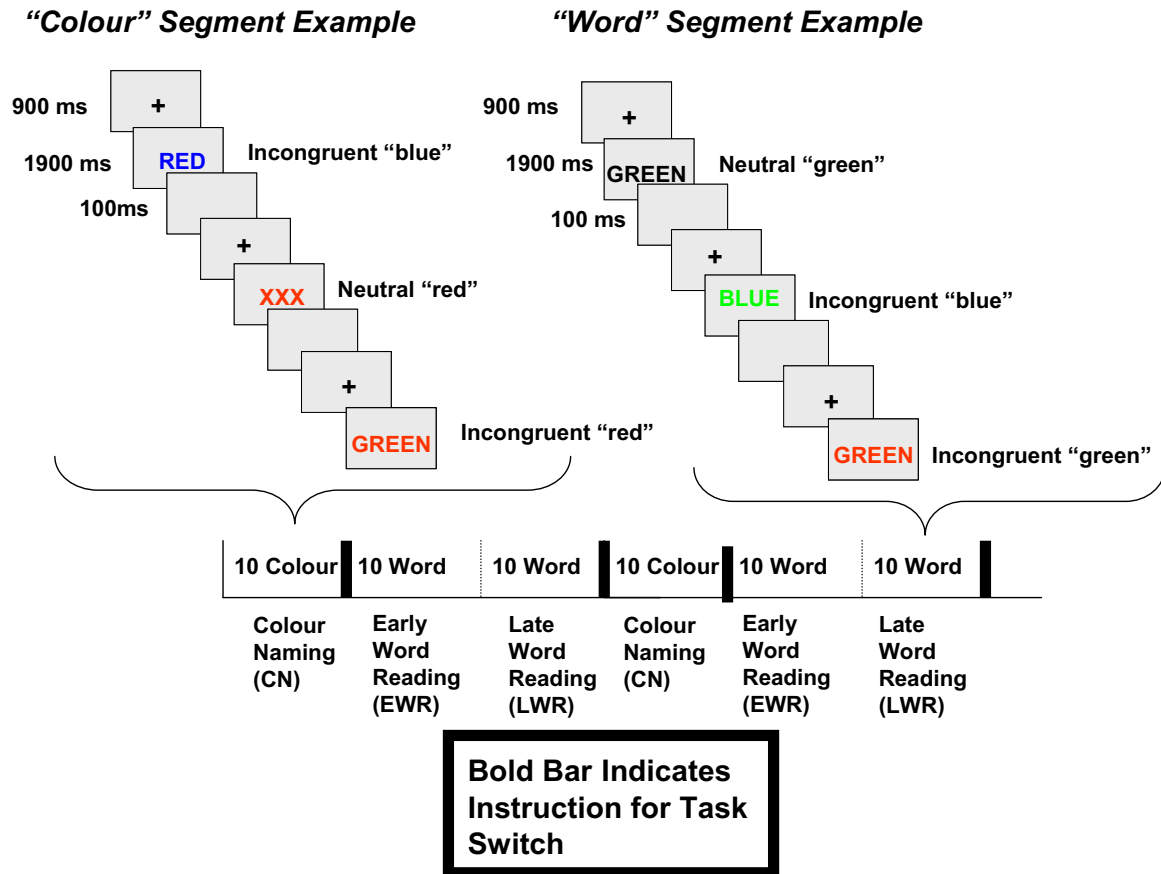 “Colour” Segment Example
900 ms
+
1900 ms
RED
Incongruent “blue”
100ms
+
XXX
Neutral “red”
+
GREEN
Incongruent “red”
“Word” Segment Example
900 ms
+
1900 ms
GREEN
Neutral “green”
100 ms
+
BLUE
Incongruent “blue”
+
GREEN
Incongruent “green”
10 Colour
10 Word
10 Word
10 Colour
10 Word
10 Word
Colour
Naming
(CN)
Early
Word
Reading
(EWR)
Late
Word
Reading
(LWR)
Colour
Naming
(CN)
Early
Word
Reading
(EWR)
Late
Word
Reading
(LWR)
Bold Bar Indicates
Instruction for Task
Switch